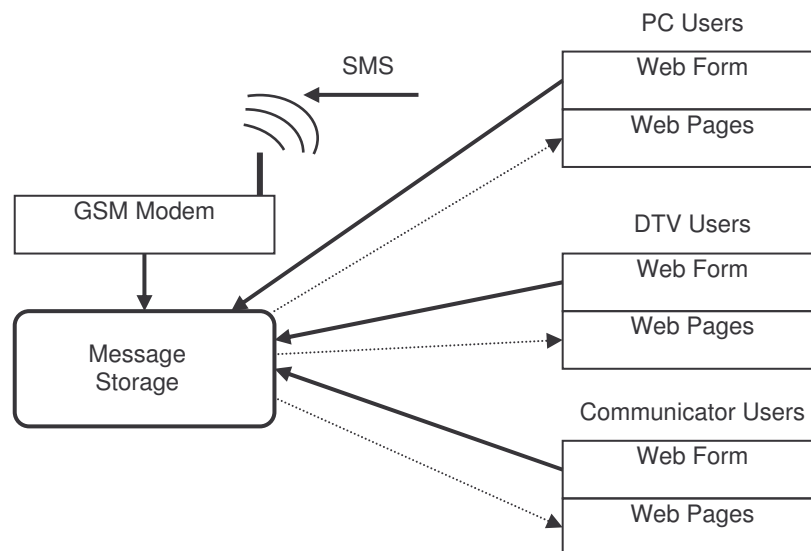 PC Users
SMS
Web Form
Web Pages
GSM Modem
DTV Users
Web Form
Web Pages
Message
Storage
Communicator Users
Web Form
Web Pages